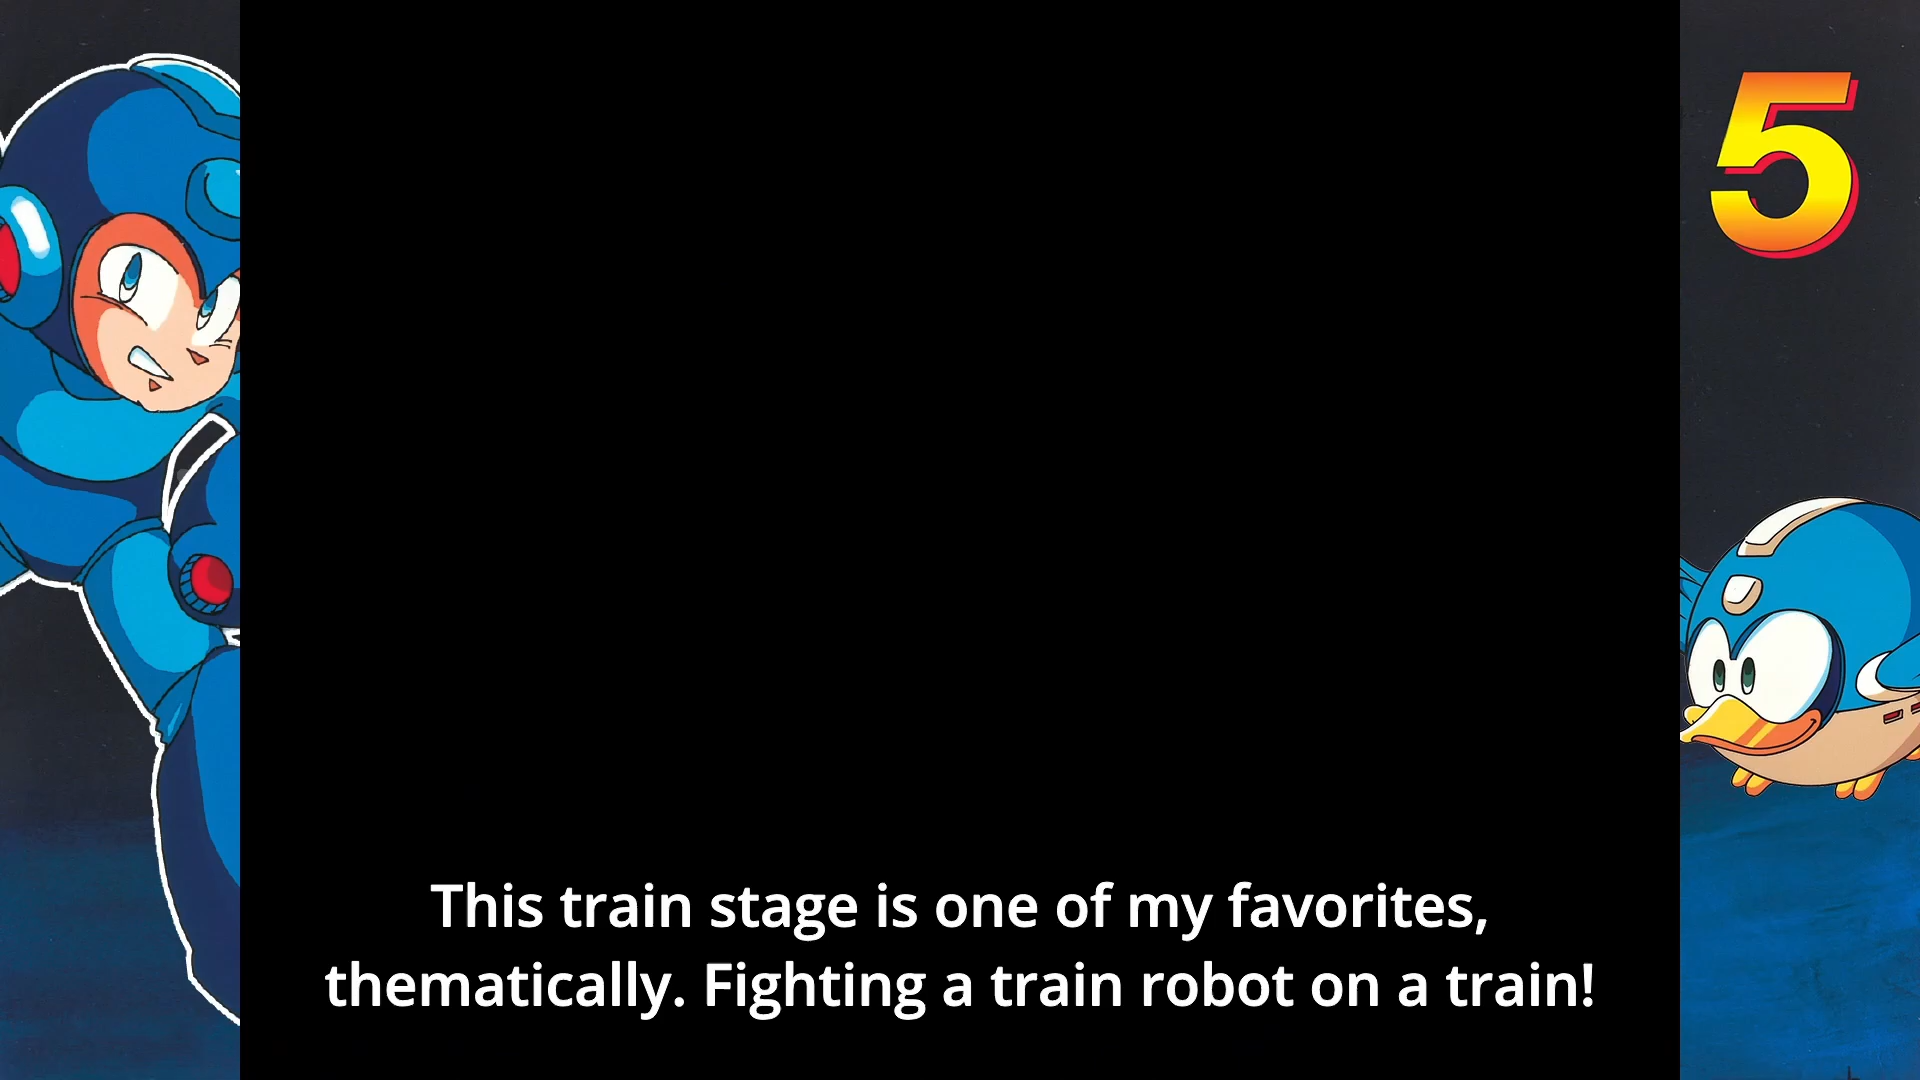 5
This train stage is one of my favorites,
thematically. Fighting a train robot on a train!